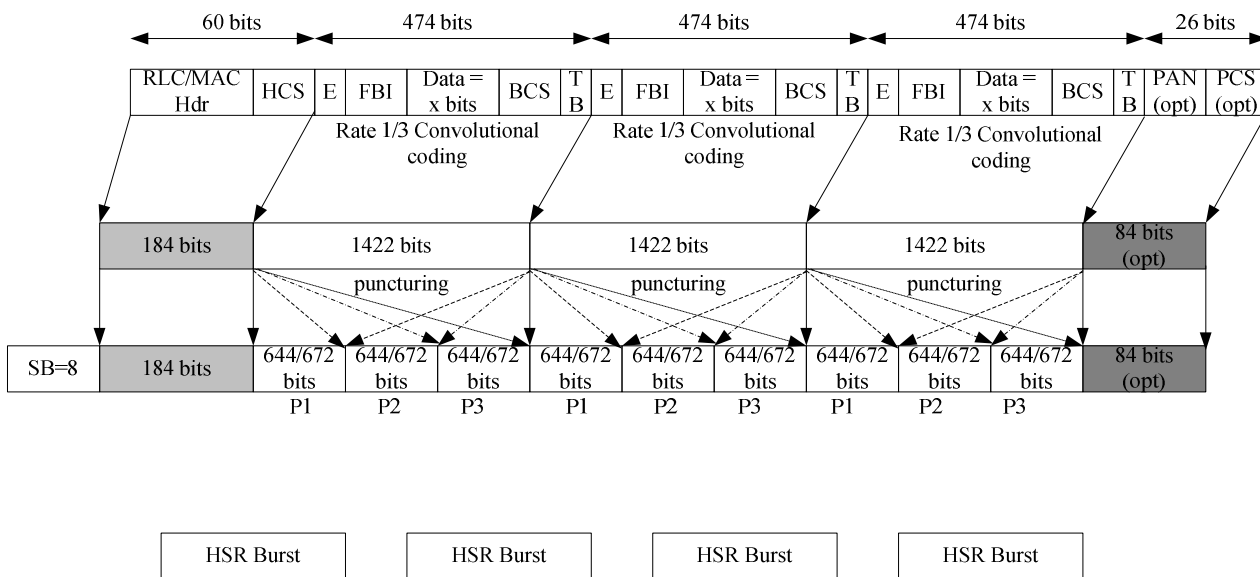 60 bits 474 bits 474 bits 474 bits 26 bits
RLC/MAC Hdr
HCS
E
FBI
Data = x bits
BCS
T B
E
FBI
Data = x bits
BCS
T B
E
FBI
Data = x bits
BCS
T B
PAN (opt)
PCS (opt)
Rate 1/3 Convolutional coding
Rate 1/3 Convolutional coding
Rate 1/3 Convolutional coding
184 bits
1422 bits
1422 bits
1422 bits
84 bits (opt)
puncturing
puncturing
puncturing
SB=8
184 bits
644/672 bits
644/672 bits
644/672 bits
644/672 bits
644/672 bits
644/672 bits
644/672 bits
644/672 bits
644/672 bits
84 bits (opt)
P1 P2 P3 P1 P2 P3 P1 P2 P3
HSR Burst
HSR Burst
HSR Burst
HSR Burst